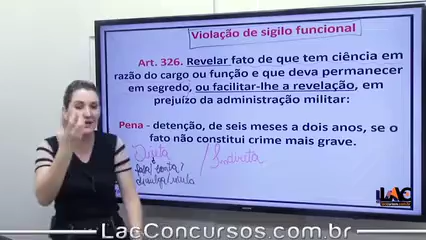 Violação de sigilo funcional
Art. 326. Revelar fato de que tem ciência em
razão do cargo ou função e que deva permanecer
em segredo, ou facilitar-lhe a revelação, em
prejuízo da administração militar:
Pena - detenção, de seis meses a dois anos, se o
fato não constitui crime mais grave.
Direta / Indireta
LAC
LacConcursos.com.br